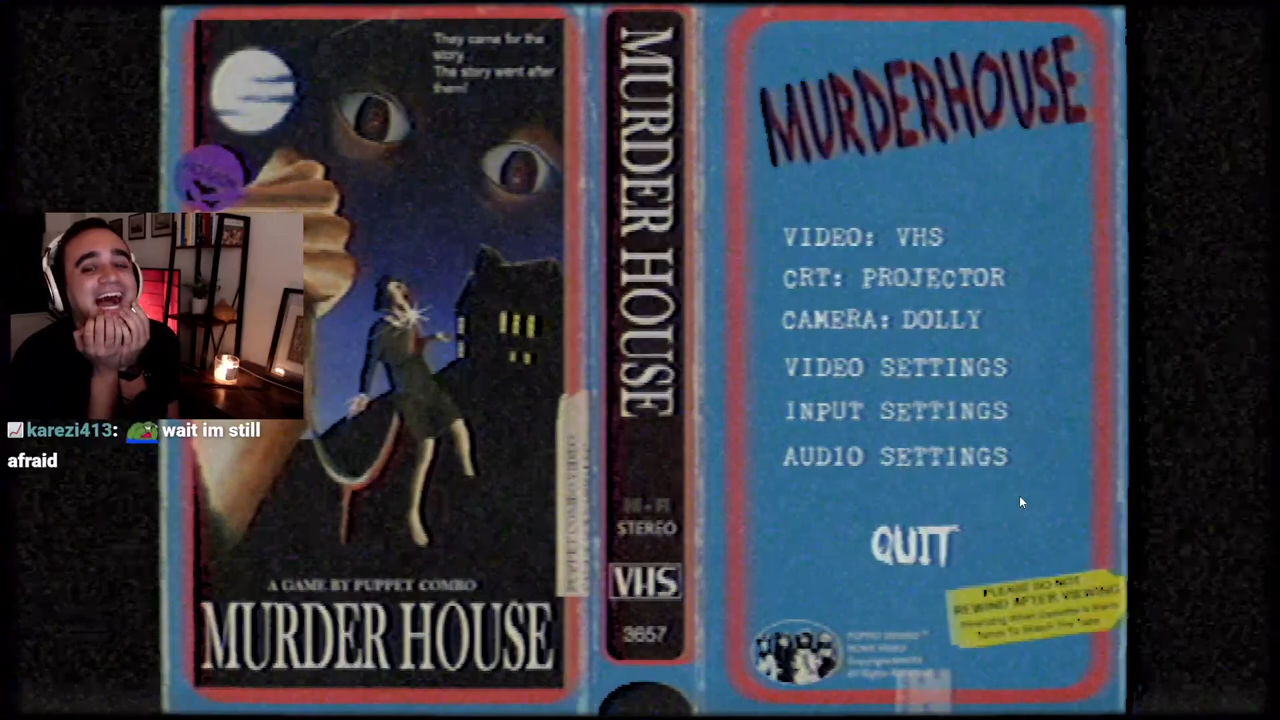 They came for the
story.
The story went after
them!
A GAME BY PUPPET COMBO
MURDER HOUSE
MURDER HOUSE
HI-FI
STEREO
VHS
3657
MURDERHOUSE
VIDEO: VHS
CRT: PROJECTOR
CAMERA: DOLLY
VIDEO SETTINGS
INPUT SETTINGS
AUDIO SETTINGS
QUIT
PLEASE DO NOT
REWIND AFTER VIEWING
karezi413: wait im still
afraid